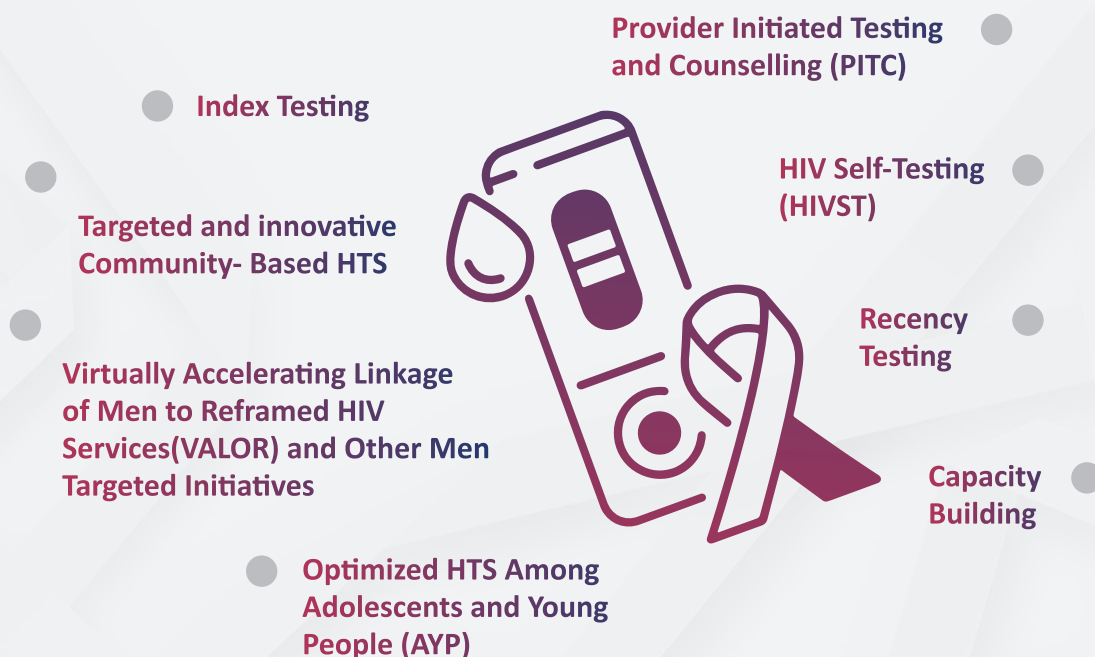 Provider Initiated Testing
and Counselling (PITC)
Index Testing
HIV Self-Testing
(HIVST)
Targeted and innovative
Community- Based HTS
Recency
Testing
Virtually Accelerating Linkage
of Men to Reframed HIV
Services(VALOR) and Other Men
Targeted Initiatives
Capacity
Building
Optimized HTS Among
Adolescents and Young
People (AYP)